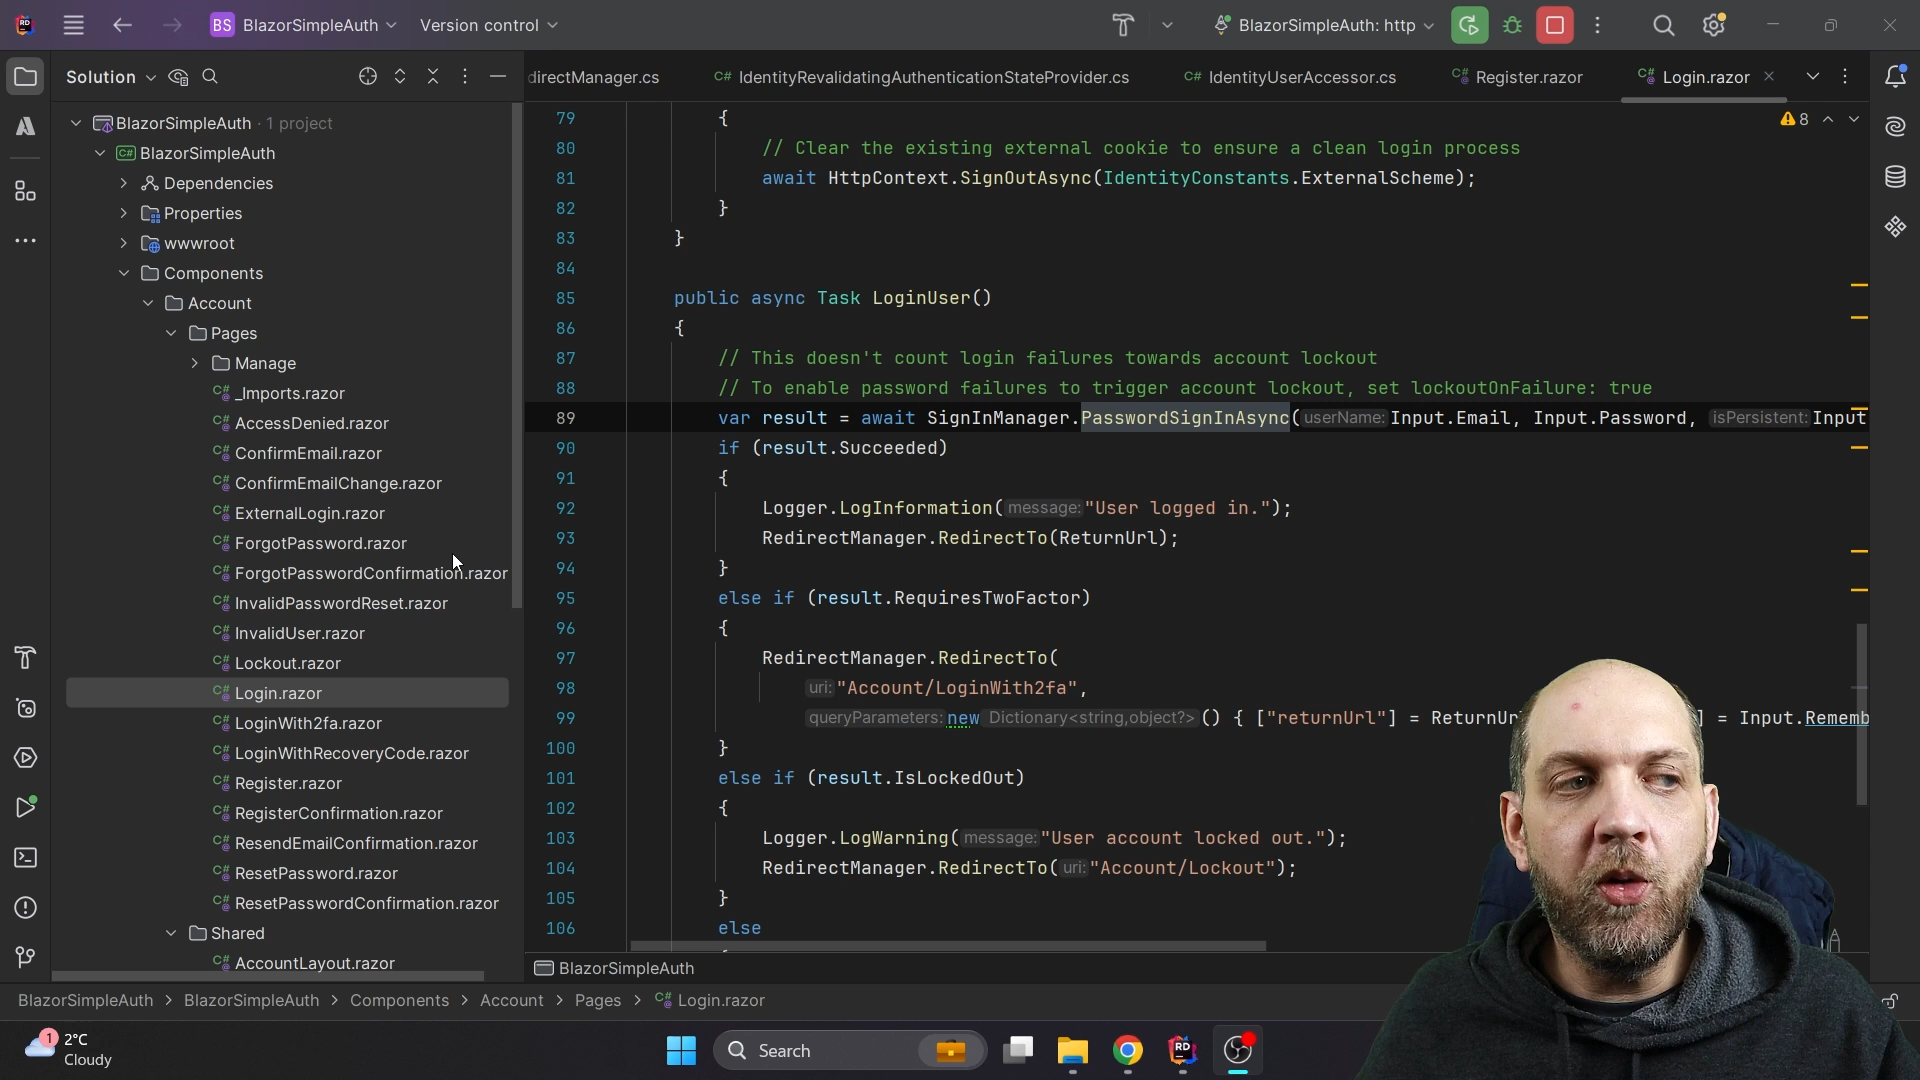 BS BlazorSimpleAuth Version control BlazorSimpleAuth: http
Solution
directManager.cs IdentityRevalidatingAuthenticationStateProvider.cs IdentityUserAccessor.cs Register.razor Login.razor
BlazorSimpleAuth · 1 project
BlazorSimpleAuth
Dependencies
Properties
wwwroot
Components
Account
Pages
Manage
_Imports.razor
AccessDenied.razor
ConfirmEmail.razor
ConfirmEmailChange.razor
ExternalLogin.razor
ForgotPassword.razor
ForgotPasswordConfirmation.razor
InvalidPasswordReset.razor
InvalidUser.razor
Lockout.razor
Login.razor
LoginWith2fa.razor
LoginWithRecoveryCode.razor
Register.razor
RegisterConfirmation.razor
ResendEmailConfirmation.razor
ResetPassword.razor
ResetPasswordConfirmation.razor
Shared
AccountLayout.razor
8
79 {
80 // Clear the existing external cookie to ensure a clean login process
81 await HttpContext.SignOutAsync(IdentityConstants.ExternalScheme);
82 }
83 }
84
85 public async Task LoginUser()
86 {
87 // This doesn't count login failures towards account lockout
88 // To enable password failures to trigger account lockout, set lockoutOnFailure: true
89 var result = await SignInManager.PasswordSignInAsync( userName: Input.Email, Input.Password, isPersistent: Input
90 if (result.Succeeded)
91 {
92 Logger.LogInformation( message: "User logged in.");
93 RedirectManager.RedirectTo(ReturnUrl);
94 }
95 else if (result.RequiresTwoFactor)
96 {
97 RedirectManager.RedirectTo(
98 uri: "Account/LoginWith2fa",
99 queryParameters: new Dictionary<string,object?> () { ["returnUrl"] = ReturnUr ] = Input.Rememb
100 }
101 else if (result.IsLockedOut)
102 {
103 Logger.LogWarning( message: "User account locked out.");
104 RedirectManager.RedirectTo( uri: "Account/Lockout");
105 }
106 else
BlazorSimpleAuth
BlazorSimpleAuth > BlazorSimpleAuth > Components > Account > Pages > Login.razor
1
2°C
Cloudy
Search
RD